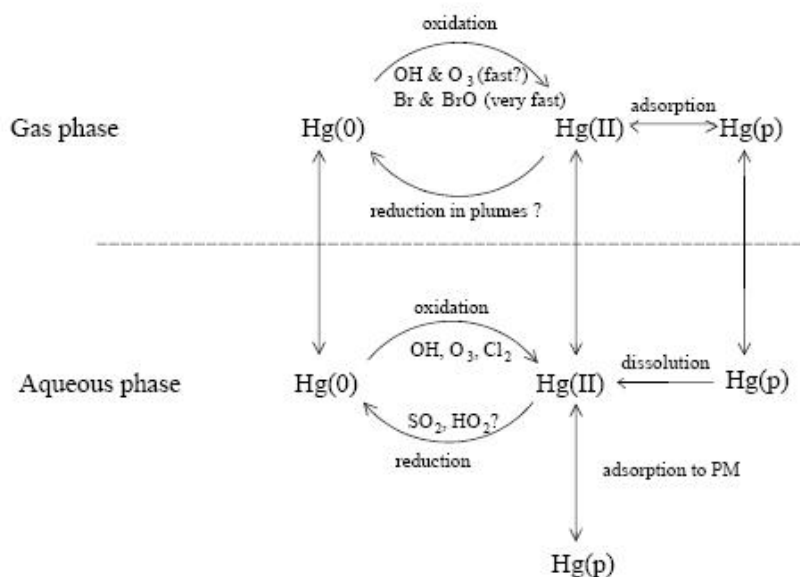 oxidation
OH & O3 (fast?)
Br & BrO (very fast)
adsorption
Gas phase
Hg(0)
Hg(II)
Hg(p)
reduction in plumes ?
oxidation
OH, O3, Cl2
dissolution
Aqueous phase
Hg(0)
Hg(II)
Hg(p)
SO2, HO2?
reduction
adsorption to PM
Hg(p)